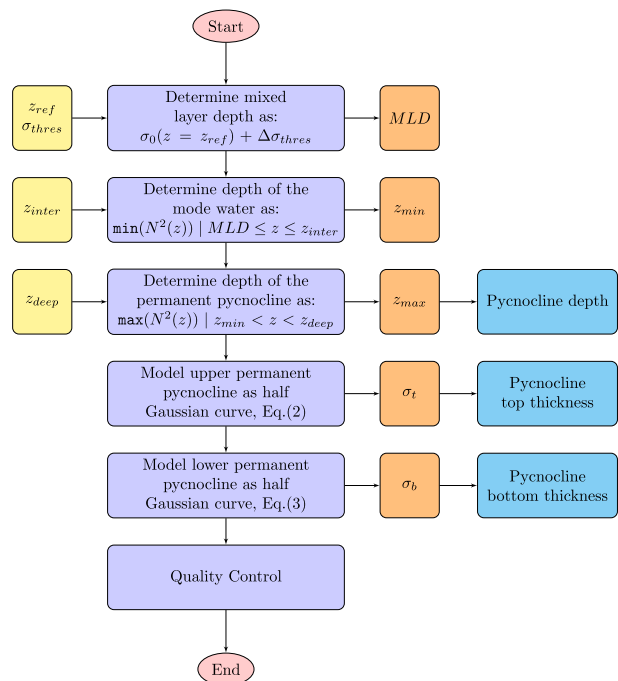 Start
z_ref
σ_thres
Determine mixed
layer depth as:
σ_0(z = z_ref) + Δσ_thres
MLD
z_inter
Determine depth of the
mode water as:
min(N²(z)) | MLD ≤ z ≤ z_inter
z_min
z_deep
Determine depth of the
permanent pycnocline as:
max(N²(z)) | z_min < z < z_deep
z_max
Pycnocline depth
Model upper permanent
pycnocline as half
Gaussian curve, Eq.(2)
σ_t
Pycnocline
top thickness
Model lower permanent
pycnocline as half
Gaussian curve, Eq.(3)
σ_b
Pycnocline
bottom thickness
Quality Control
End